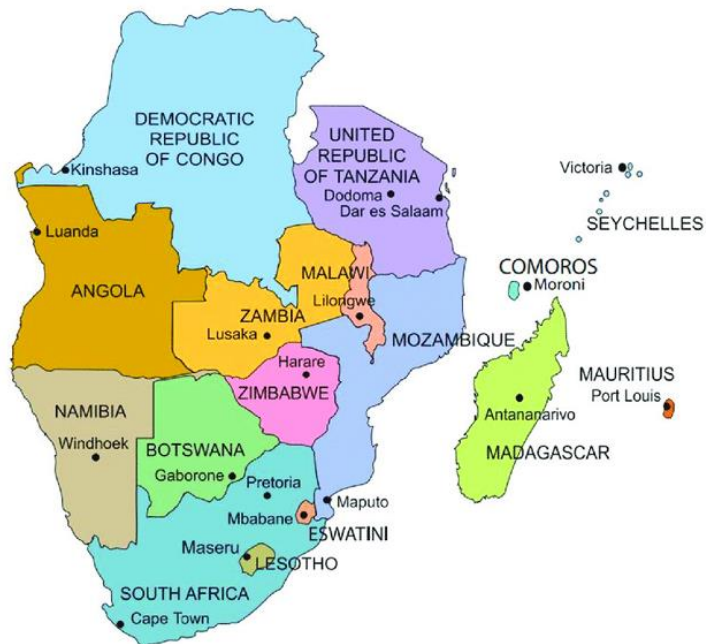 DEMOCRATIC
REPUBLIC
OF CONGO
Kinshasa
UNITED
REPUBLIC
OF TANZANIA
Dodoma
Dar es Salaam
Victoria
SEYCHELLES
Luanda
ANGOLA
MALAWI
Lilongwe
COMOROS
Moroni
ZAMBIA
Lusaka
MOZAMBIQUE
Harare
ZIMBABWE
MAURITIUS
Port Louis
NAMIBIA
Windhoek
Antananarivo
MADAGASCAR
BOTSWANA
Gaborone
Pretoria
Maputo
Mbabane
ESWATINI
Maseru
LESOTHO
SOUTH AFRICA
Cape Town